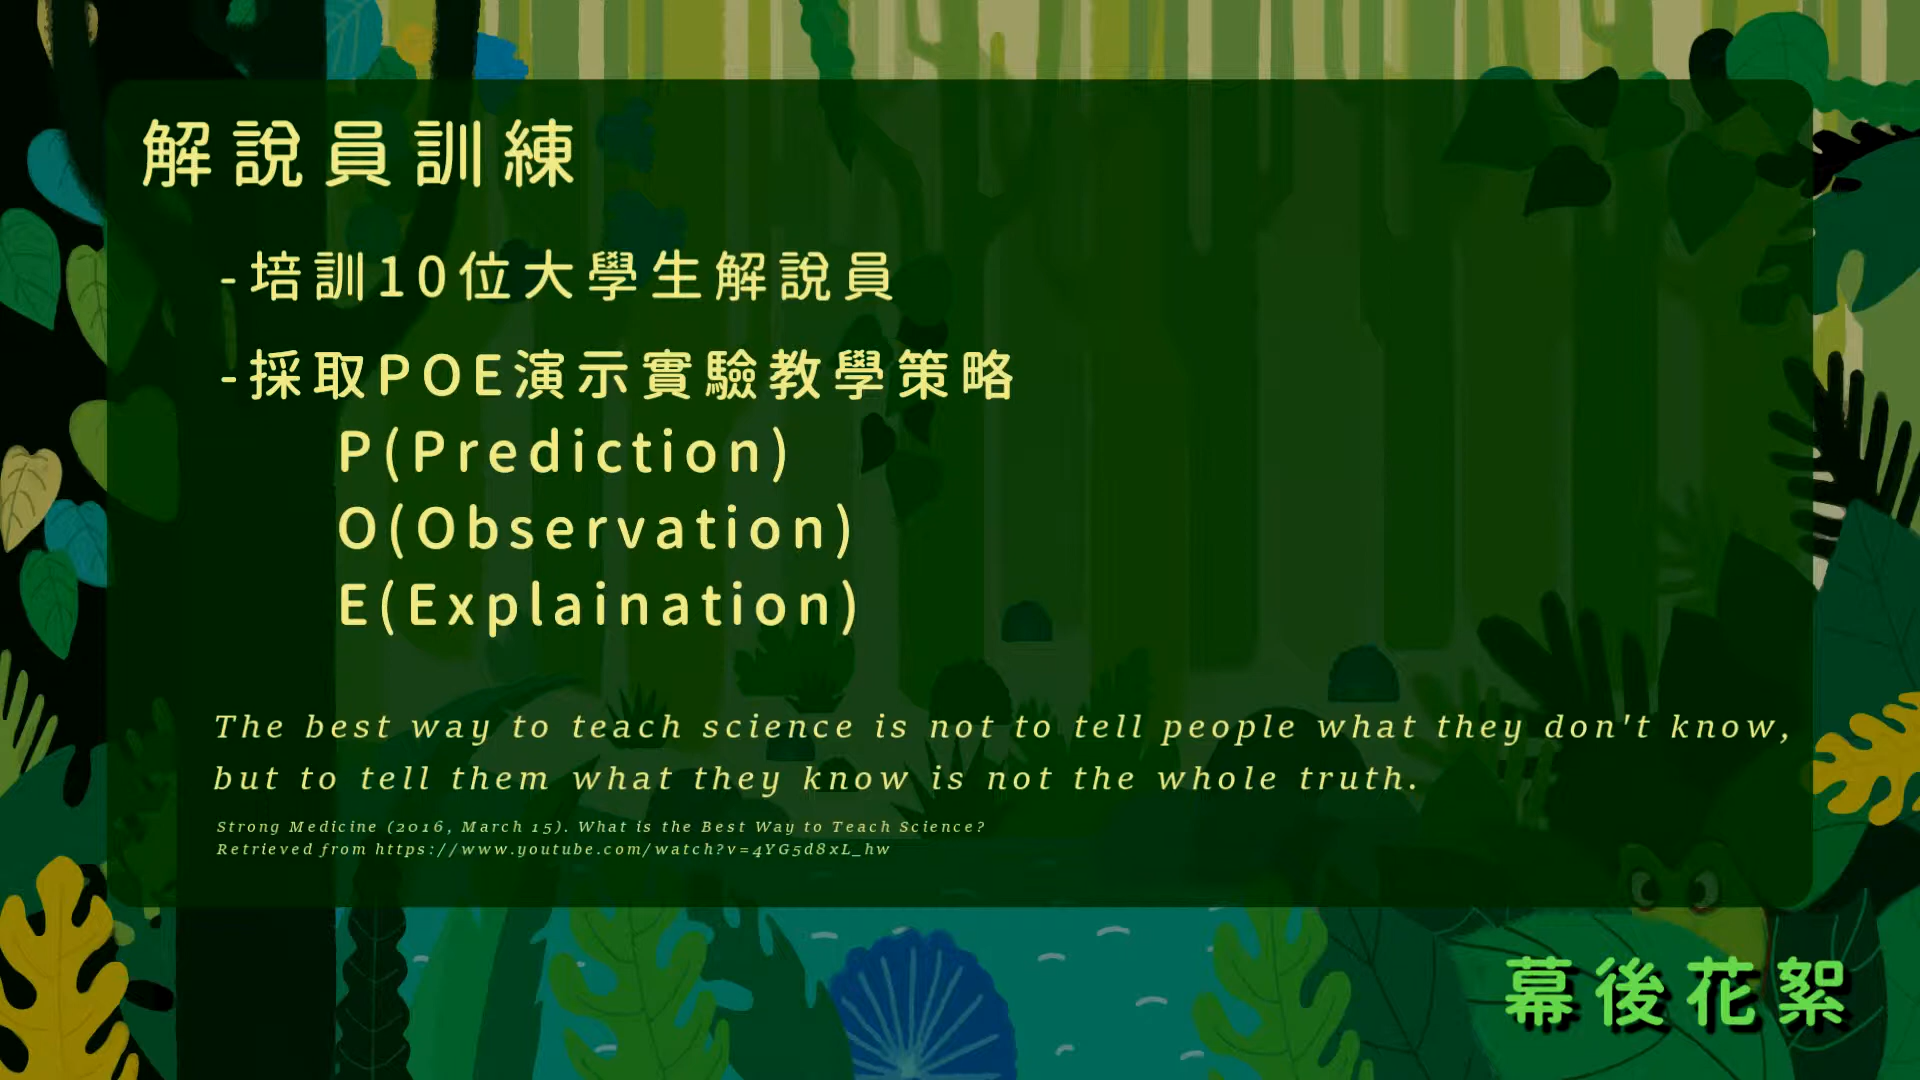 解說員訓練
-培訓10位大學生解說員
-採取POE演示實驗教學策略
P(Prediction)
O(Observation)
E(Explaination)
The best way to teach science is not to tell people what they don't know,
but to tell them what they know is not the whole truth.
Strong Medicine (2016, March 15). What is the Best Way to Teach Science?
Retrieved from https://www.youtube.com/watch?v=4YG5d8xL_hw
幕後花絮